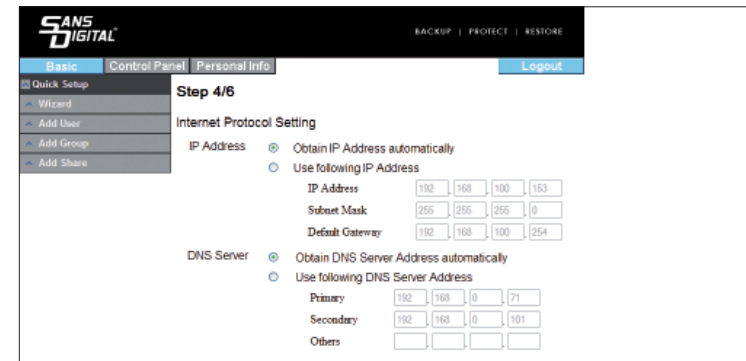 SANS DIGITAL
BACKUP | PROTECT | RESTORE
Basic Control Panel Personal Info Logout
Quick Setup
Wizard
Add User
Add Group
Add Share
Step 4/6
Internet Protocol Setting
IP Address Obtain IP Address automatically
Use following IP Address
IP Address 192 . 168 . 100 . 153
Subnet Mask 255 . 255 . 255 . 0
Default Gateway 192 . 168 . 100 . 254
DNS Server Obtain DNS Server Address automatically
Use following DNS Server Address
Primary 192 . 168 . 0 . 71
Secondary 192 . 168 . 0 . 101
Others . . .